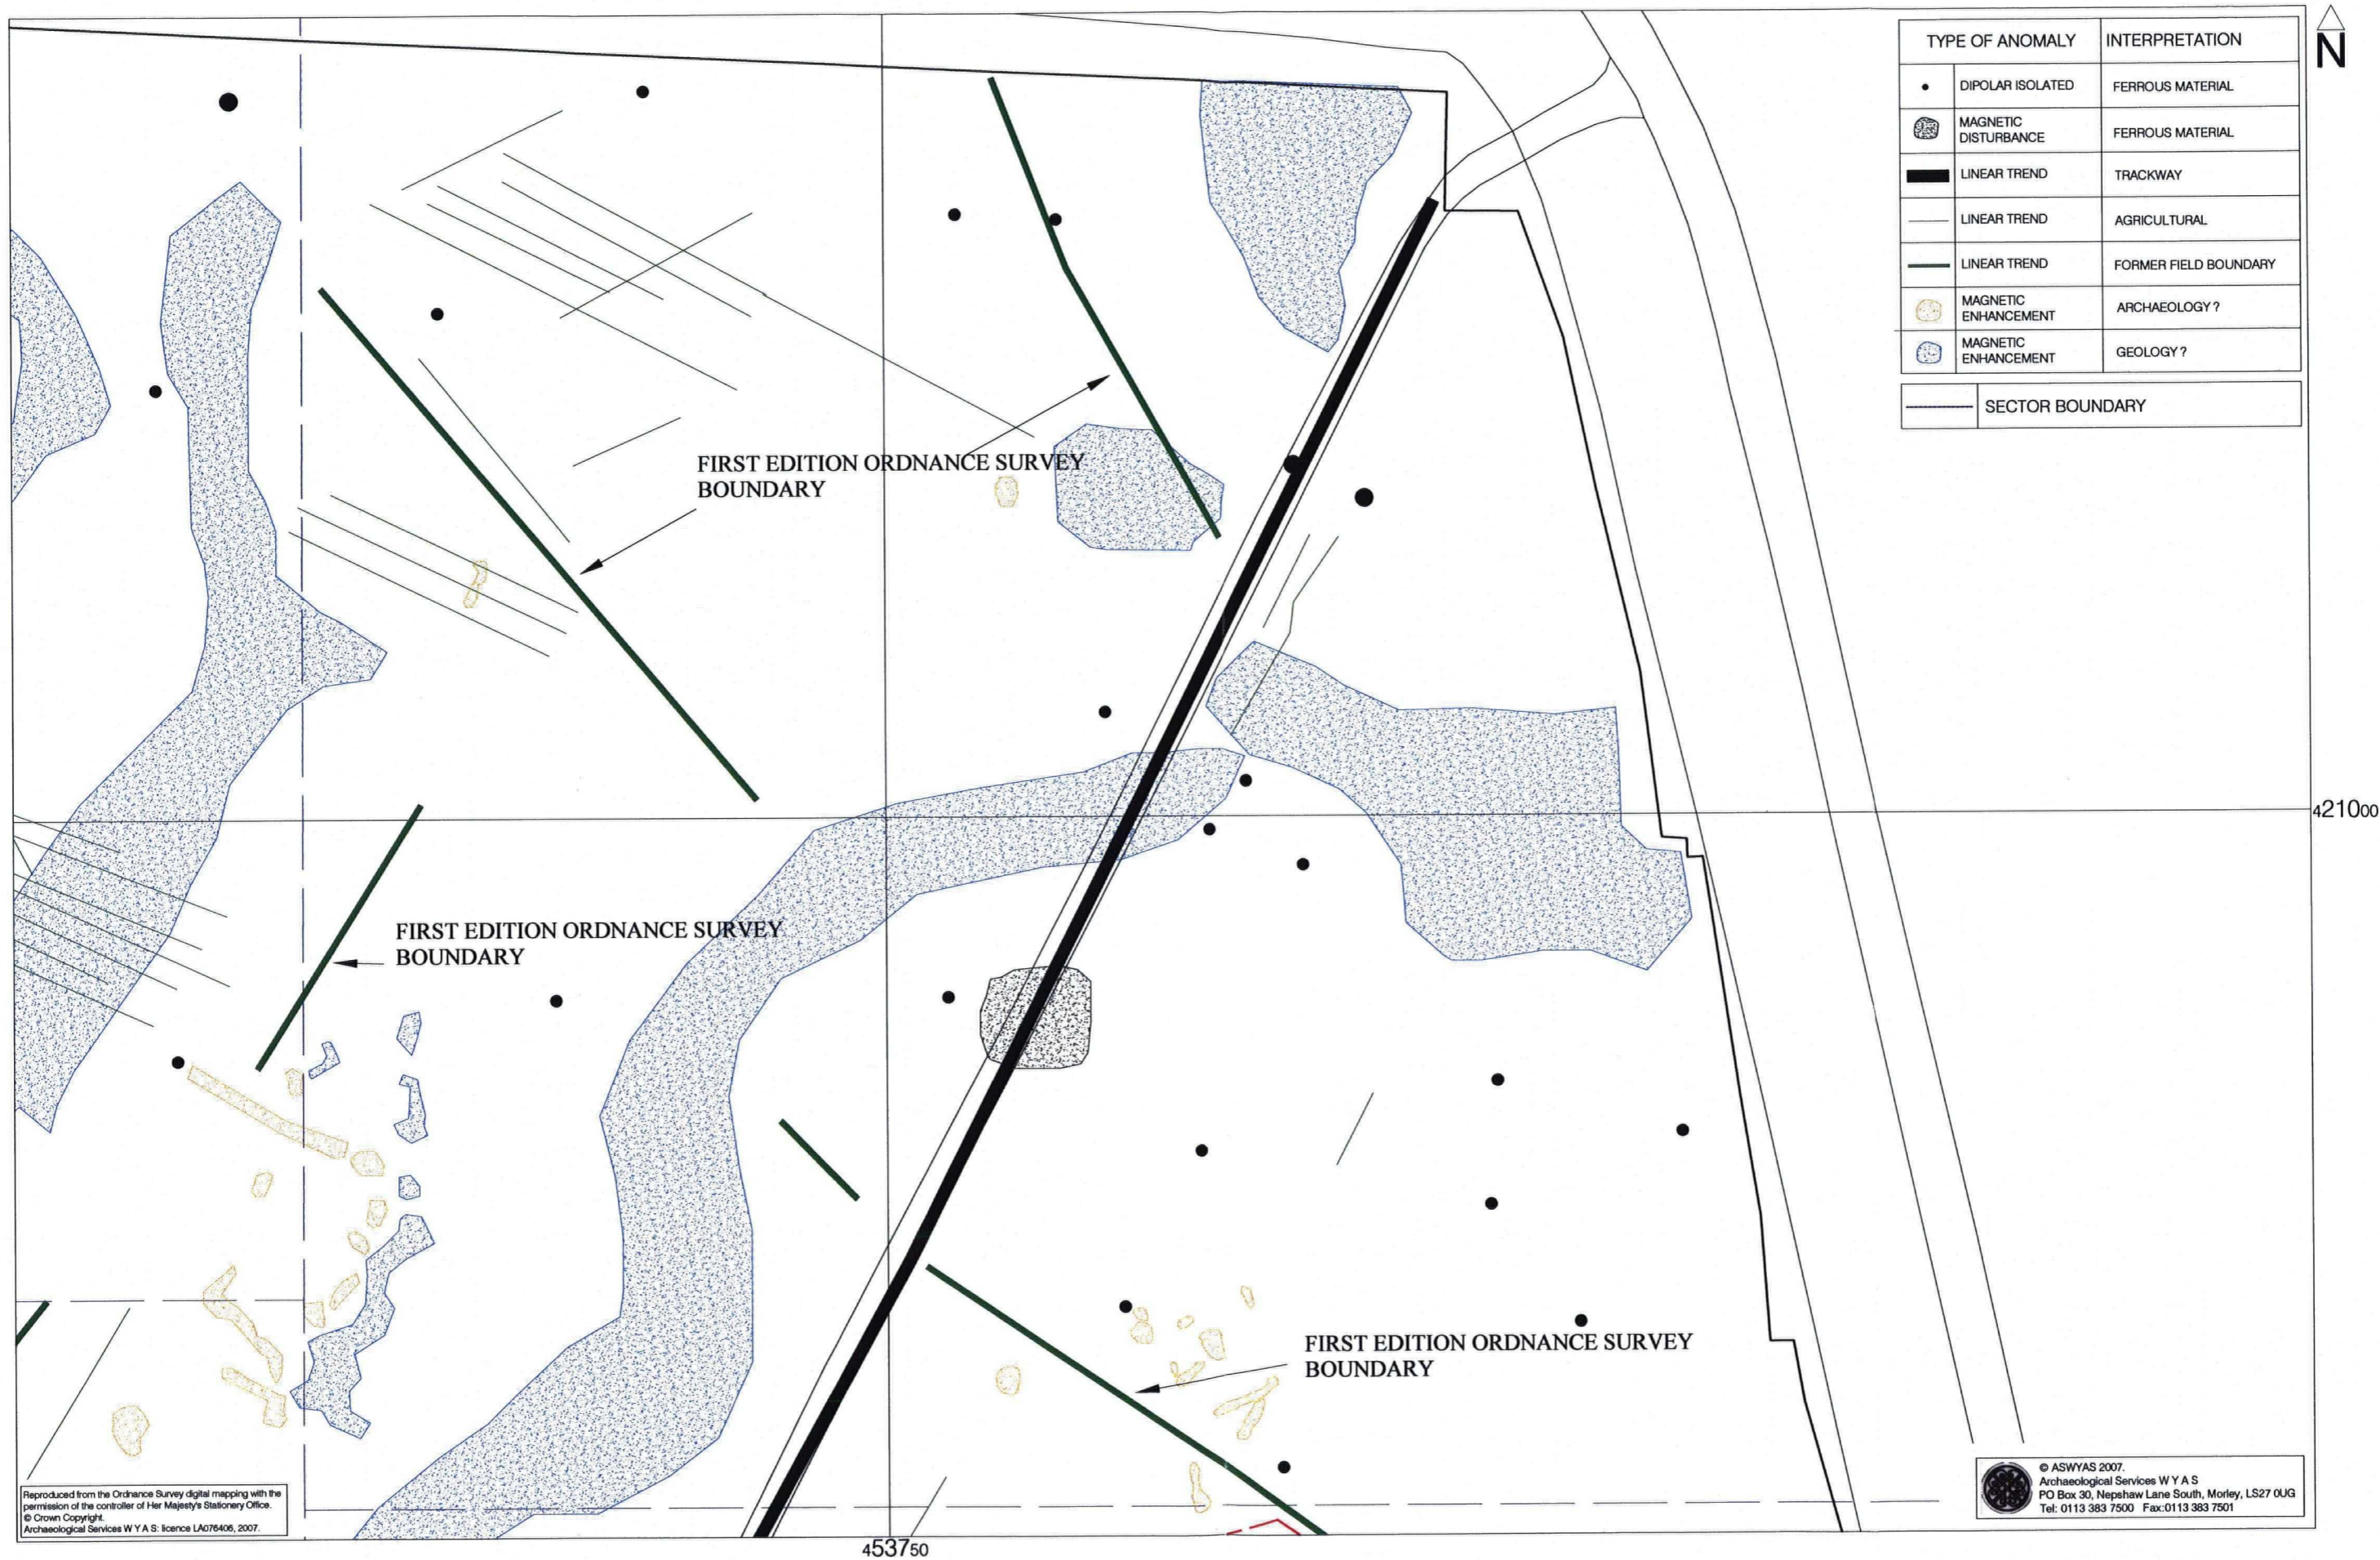 N
TYPE OF ANOMALY INTERPRETATION
DIPOLAR ISOLATED FERROUS MATERIAL
MAGNETIC
DISTURBANCE
FERROUS MATERIAL
LINEAR TREND TRACKWAY
LINEAR TREND AGRICULTURAL
LINEAR TREND FORMER FIELD BOUNDARY
MAGNETIC
ENHANCEMENT
ARCHAEOLOGY ?
MAGNETIC
ENHANCEMENT
GEOLOGY ?
SECTOR BOUNDARY
FIRST EDITION ORDNANCE SURVEY
BOUNDARY
42100
FIRST EDITION ORDNANCE SURVEY
BOUNDARY
FIRST EDITION ORDNANCE SURVEY
BOUNDARY
Reproduced from the Ordnance Survey digital mapping with the
permission of the controller of Her Majesty's Stationery Office.
© Crown Copyright.
Archaeological Services W Y A S: licence LA076406, 2007.
© ASWYAS 2007.
Archaeological Services W Y A S
PO Box 30, Nepshaw Lane South, Morley, LS27 0UG
Tel: 0113 383 7500 Fax:0113 383 7501
453750